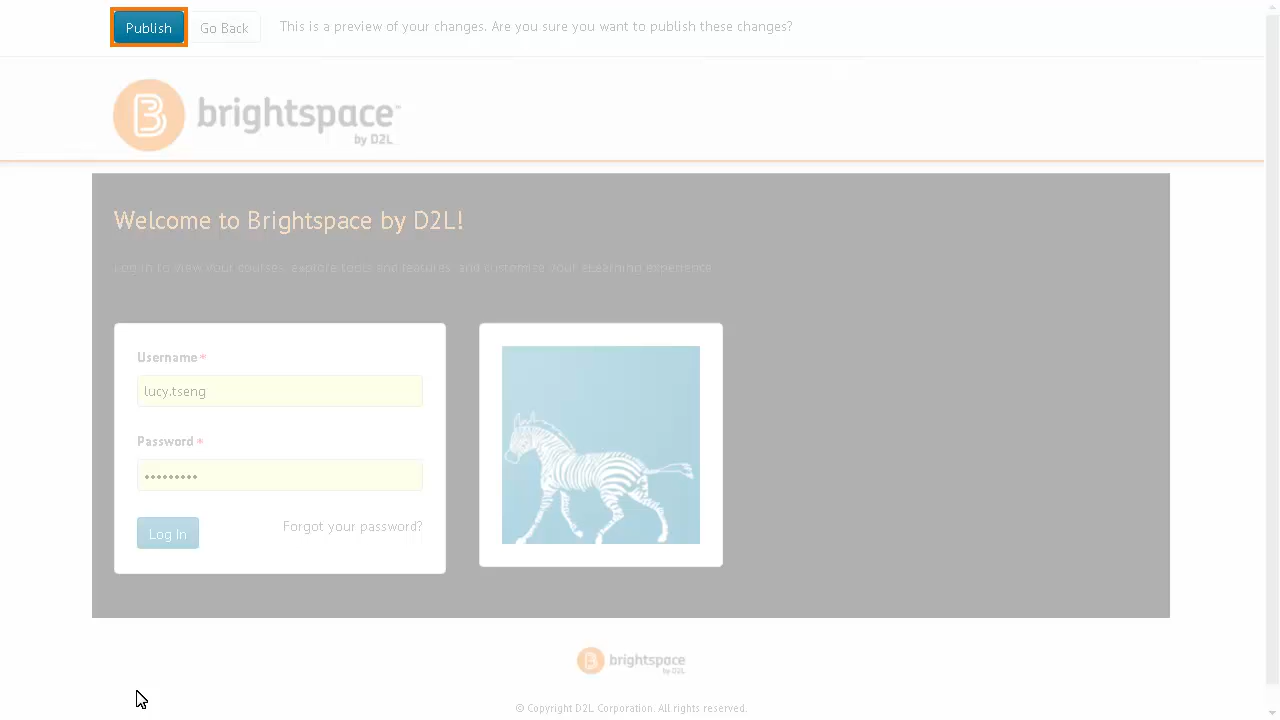 Publish Go Back This is a preview of your changes. Are you sure you want to publish these changes?
brightspace™
by D2L
Welcome to Brightspace by D2L!
Log in to view your courses, explore tools and features, and customize your eLearning experience.
Username *
lucy.tseng
Password *
•••••••••
Log In Forgot your password?
brightspace
by D2L
© Copyright D2L Corporation. All rights reserved.